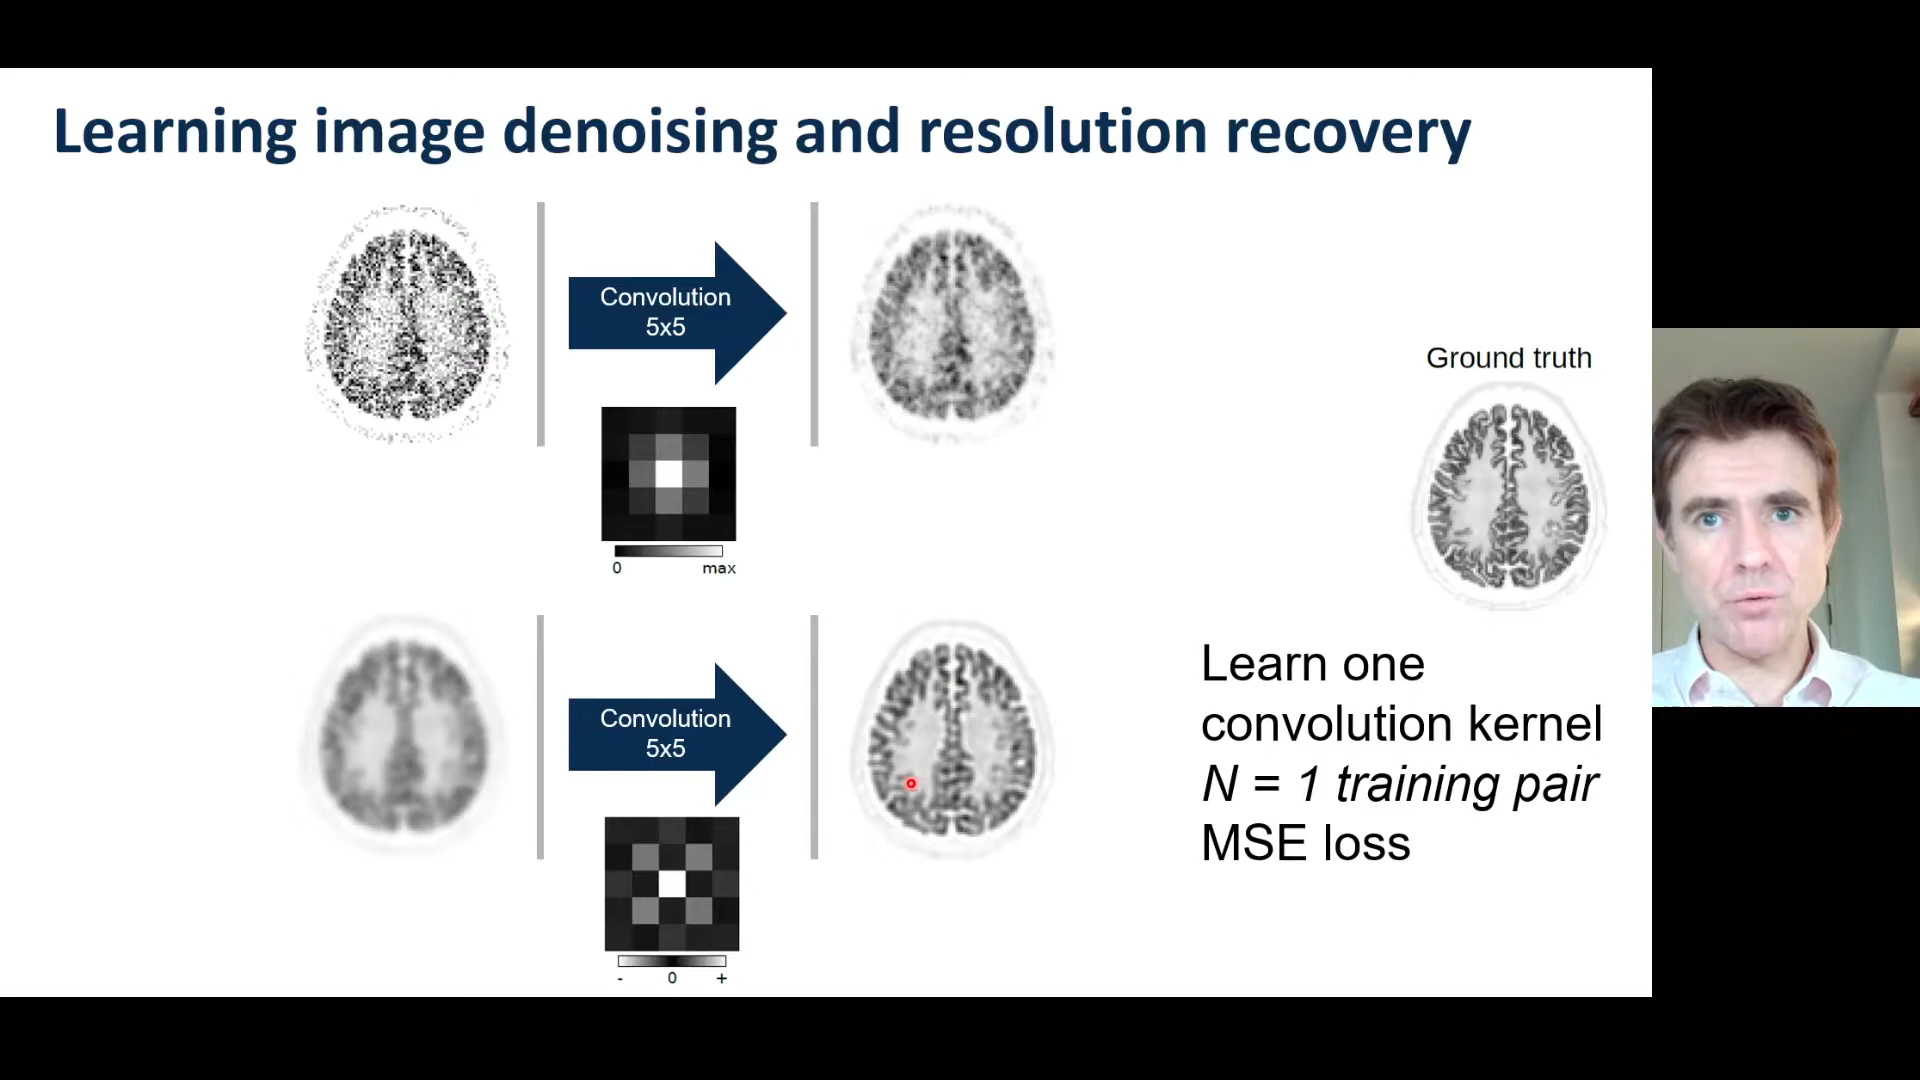 Learning image denoising and resolution recovery
Convolution
5x5
0 max
Ground truth
Convolution
5x5
- 0 +
Learn one
convolution kernel
N = 1 training pair
MSE loss